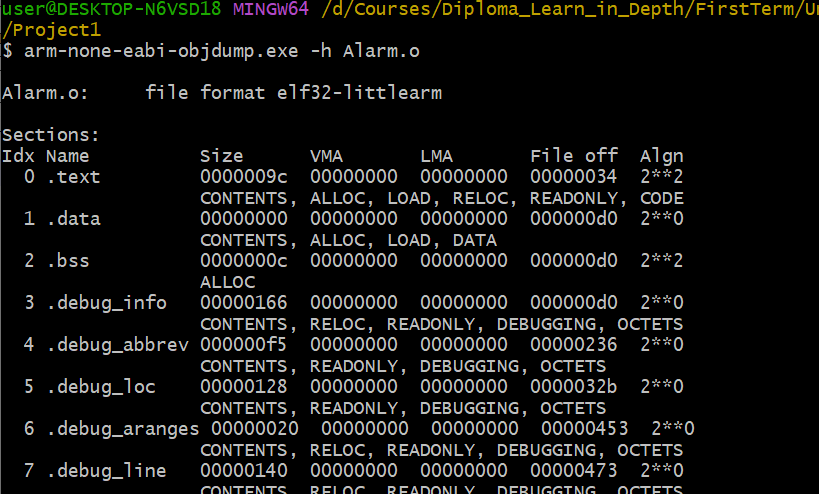 user@DESKTOP-N6VSD18 MINGW64 /d/Courses/Diploma_Learn_in_Depth/FirstTerm/Un
/Project1
$ arm-none-eabi-objdump.exe -h Alarm.o

Alarm.o:     file format elf32-littlearm

Sections:
Idx Name          Size      VMA       LMA       File off  Algn
  0 .text         0000009c  00000000  00000000  00000034  2**2
                  CONTENTS, ALLOC, LOAD, RELOC, READONLY, CODE
  1 .data         00000000  00000000  00000000  000000d0  2**0
                  CONTENTS, ALLOC, LOAD, DATA
  2 .bss          0000000c  00000000  00000000  000000d0  2**2
                  ALLOC
  3 .debug_info   00000166  00000000  00000000  000000d0  2**0
                  CONTENTS, RELOC, READONLY, DEBUGGING, OCTETS
  4 .debug_abbrev 000000f5  00000000  00000000  00000236  2**0
                  CONTENTS, READONLY, DEBUGGING, OCTETS
  5 .debug_loc    00000128  00000000  00000000  0000032b  2**0
                  CONTENTS, READONLY, DEBUGGING, OCTETS
  6 .debug_aranges 00000020  00000000  00000000  00000453  2**0
                  CONTENTS, RELOC, READONLY, DEBUGGING, OCTETS
  7 .debug_line   00000140  00000000  00000000  00000473  2**0
                  CONTENTS, RELOC, READONLY, DEBUGGING, OCTETS